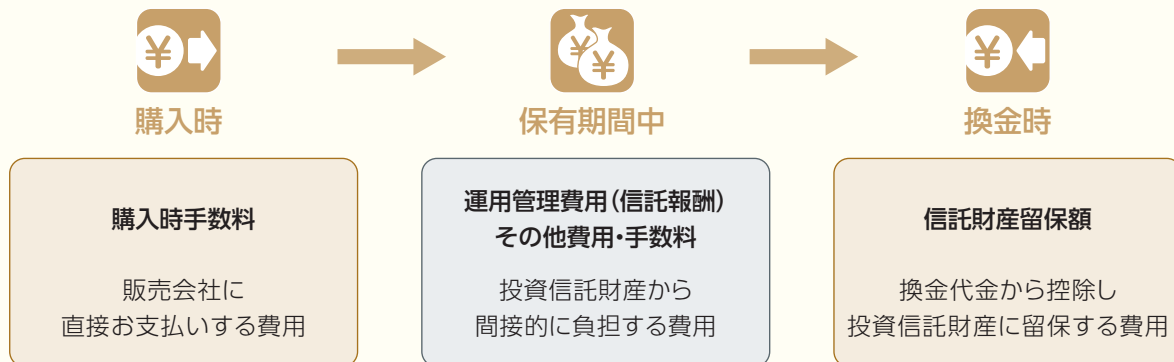 購入時
購入時手数料
販売会社に
直接お支払いする費用
保有期間中
運用管理費用(信託報酬)
その他費用・手数料
投資信託財産から
間接的に負担する費用
換金時
信託財産留保額
換金代金から控除し
投資信託財産に留保する費用